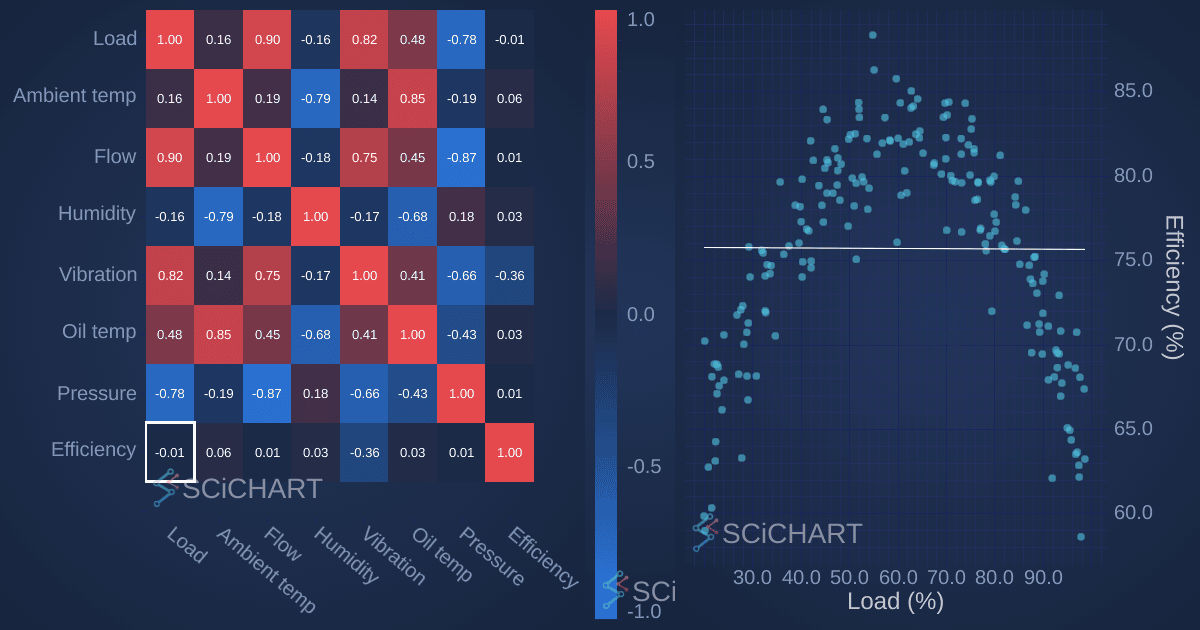 Load 1.00 0.16 0.90 -0.16 0.82 0.48 -0.78 -0.01
Ambient temp 0.16 1.00 0.19 -0.79 0.14 0.85 -0.19 0.06
Flow 0.90 0.19 1.00 -0.18 0.75 0.45 -0.87 0.01
Humidity -0.16 -0.79 -0.18 1.00 -0.17 -0.68 0.18 0.03
Vibration 0.82 0.14 0.75 -0.17 1.00 0.41 -0.66 -0.36
Oil temp 0.48 0.85 0.45 -0.68 0.41 1.00 -0.43 0.03
Pressure -0.78 -0.19 -0.87 0.18 -0.66 -0.43 1.00 0.01
Efficiency -0.01 0.06 0.01 0.03 -0.36 0.03 0.01 1.00
SCiCHART
Load Ambient temp Flow Humidity Vibration Oil temp Pressure Efficiency
1.0
0.5
0.0
-0.5
-1.0
SCi
85.0
80.0
75.0
70.0
65.0
60.0
Efficiency (%)
SCiCHART
30.0 40.0 50.0 60.0 70.0 80.0 90.0
Load (%)